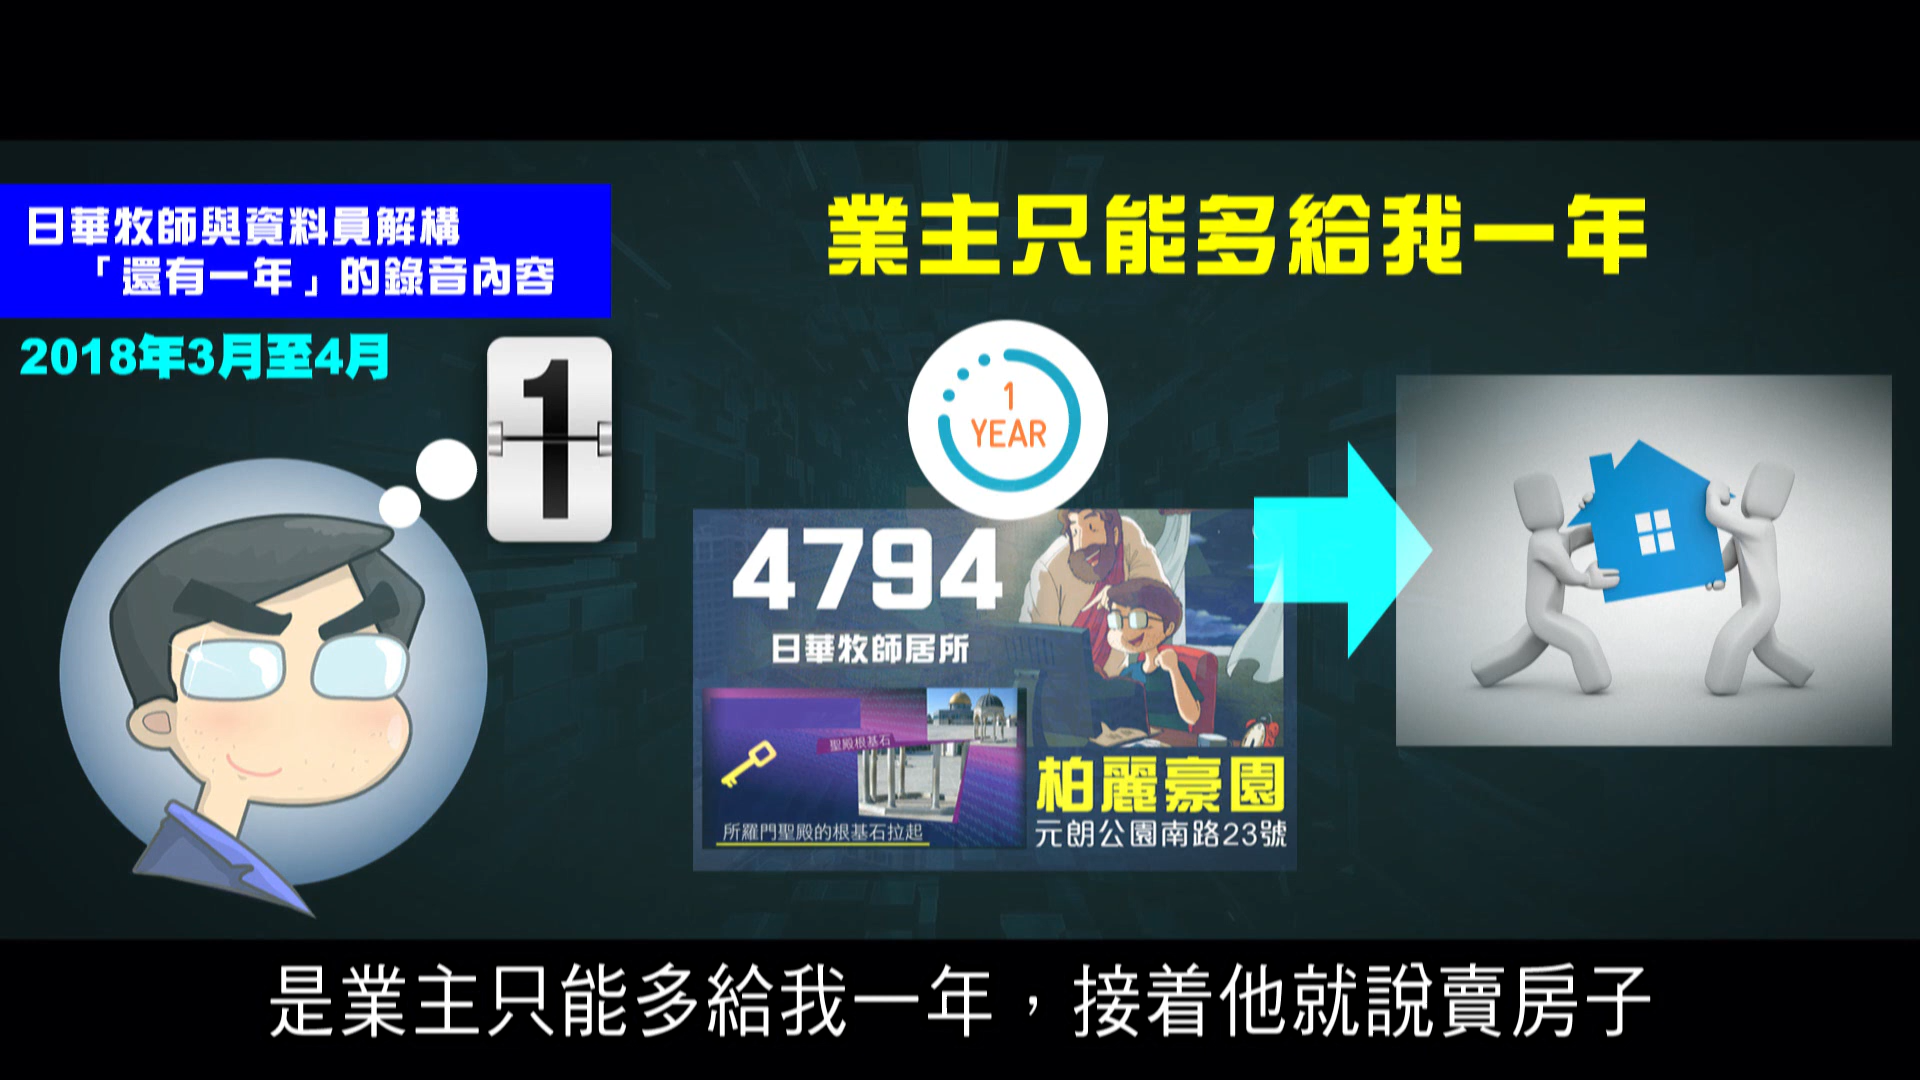 日華牧師與資料員解構
「還有一年」的錄音內容
2018年3月至4月
1
業主只能多給我一年
1
YEAR
4794
日華牧師居所
聖殿根基石
所羅門聖殿的根基石拉起
柏麗豪園
元朗公園南路23號
是業主只能多給我一年，接着他就說賣房子